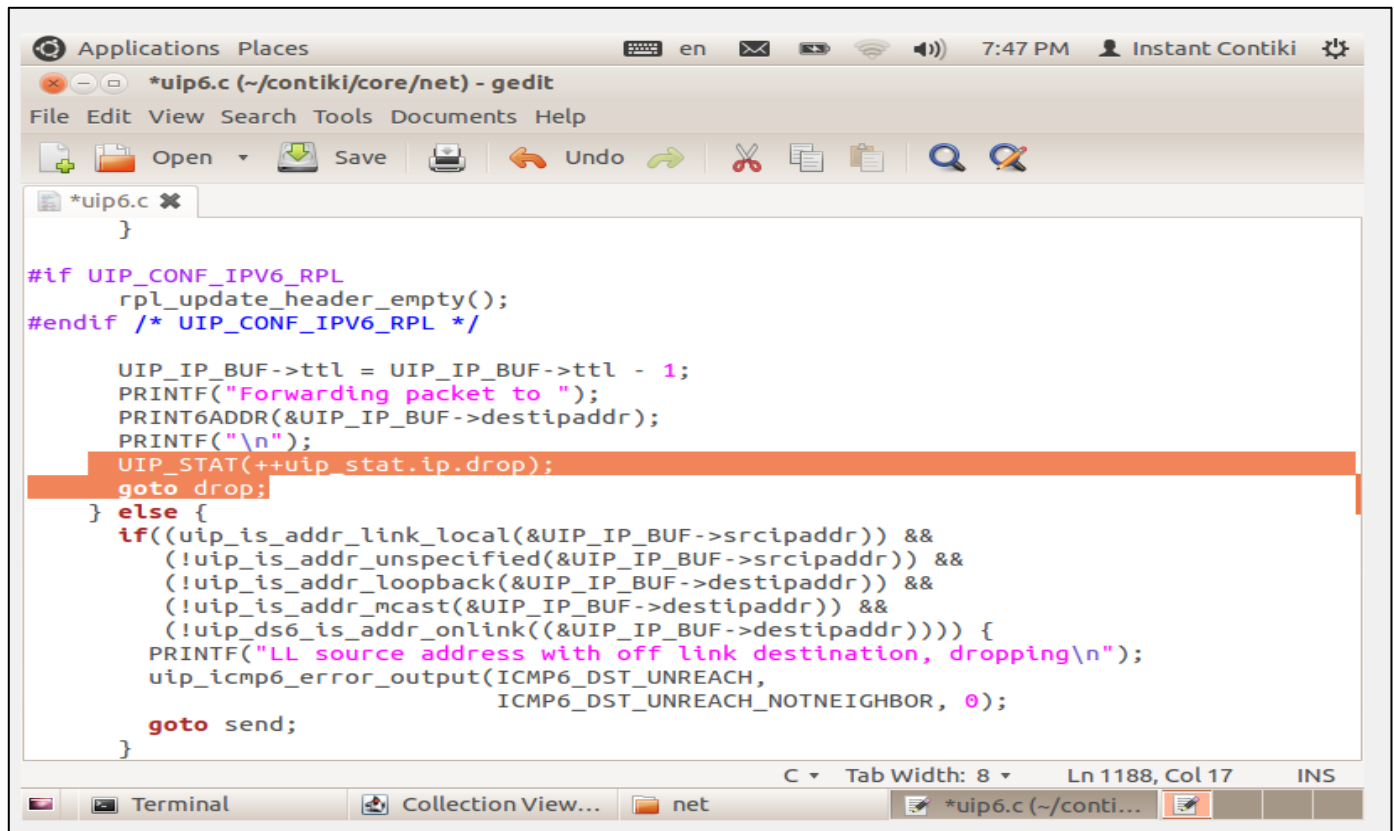 Applications Places en 7:47 PM Instant Contiki
*uip6.c (~/contiki/core/net) - gedit
File Edit View Search Tools Documents Help
Open Save Undo
*uip6.c
}
#if UIP_CONF_IPV6_RPL
rpl_update_header_empty();
#endif /* UIP_CONF_IPV6_RPL */
UIP_IP_BUF->ttl = UIP_IP_BUF->ttl - 1;
PRINTF("Forwarding packet to ");
PRINT6ADDR(&UIP_IP_BUF->destipaddr);
PRINTF("\n");
UIP_STAT(++uip_stat.ip.drop);
goto drop;
} else {
if((uip_is_addr_link_local(&UIP_IP_BUF->srcipaddr)) &&
(!uip_is_addr_unspecified(&UIP_IP_BUF->srcipaddr)) &&
(!uip_is_addr_loopback(&UIP_IP_BUF->destipaddr)) &&
(!uip_is_addr_mcast(&UIP_IP_BUF->destipaddr)) &&
(!uip_ds6_is_addr_onlink((&UIP_IP_BUF->destipaddr)))) {
PRINTF("LL source address with off link destination, dropping\n");
uip_icmp6_error_output(ICMP6_DST_UNREACH,
ICMP6_DST_UNREACH_NOTNEIGHBOR, 0);
goto send;
}
C Tab Width: 8 Ln 1188, Col 17 INS
Terminal Collection View... net *uip6.c (~/conti...